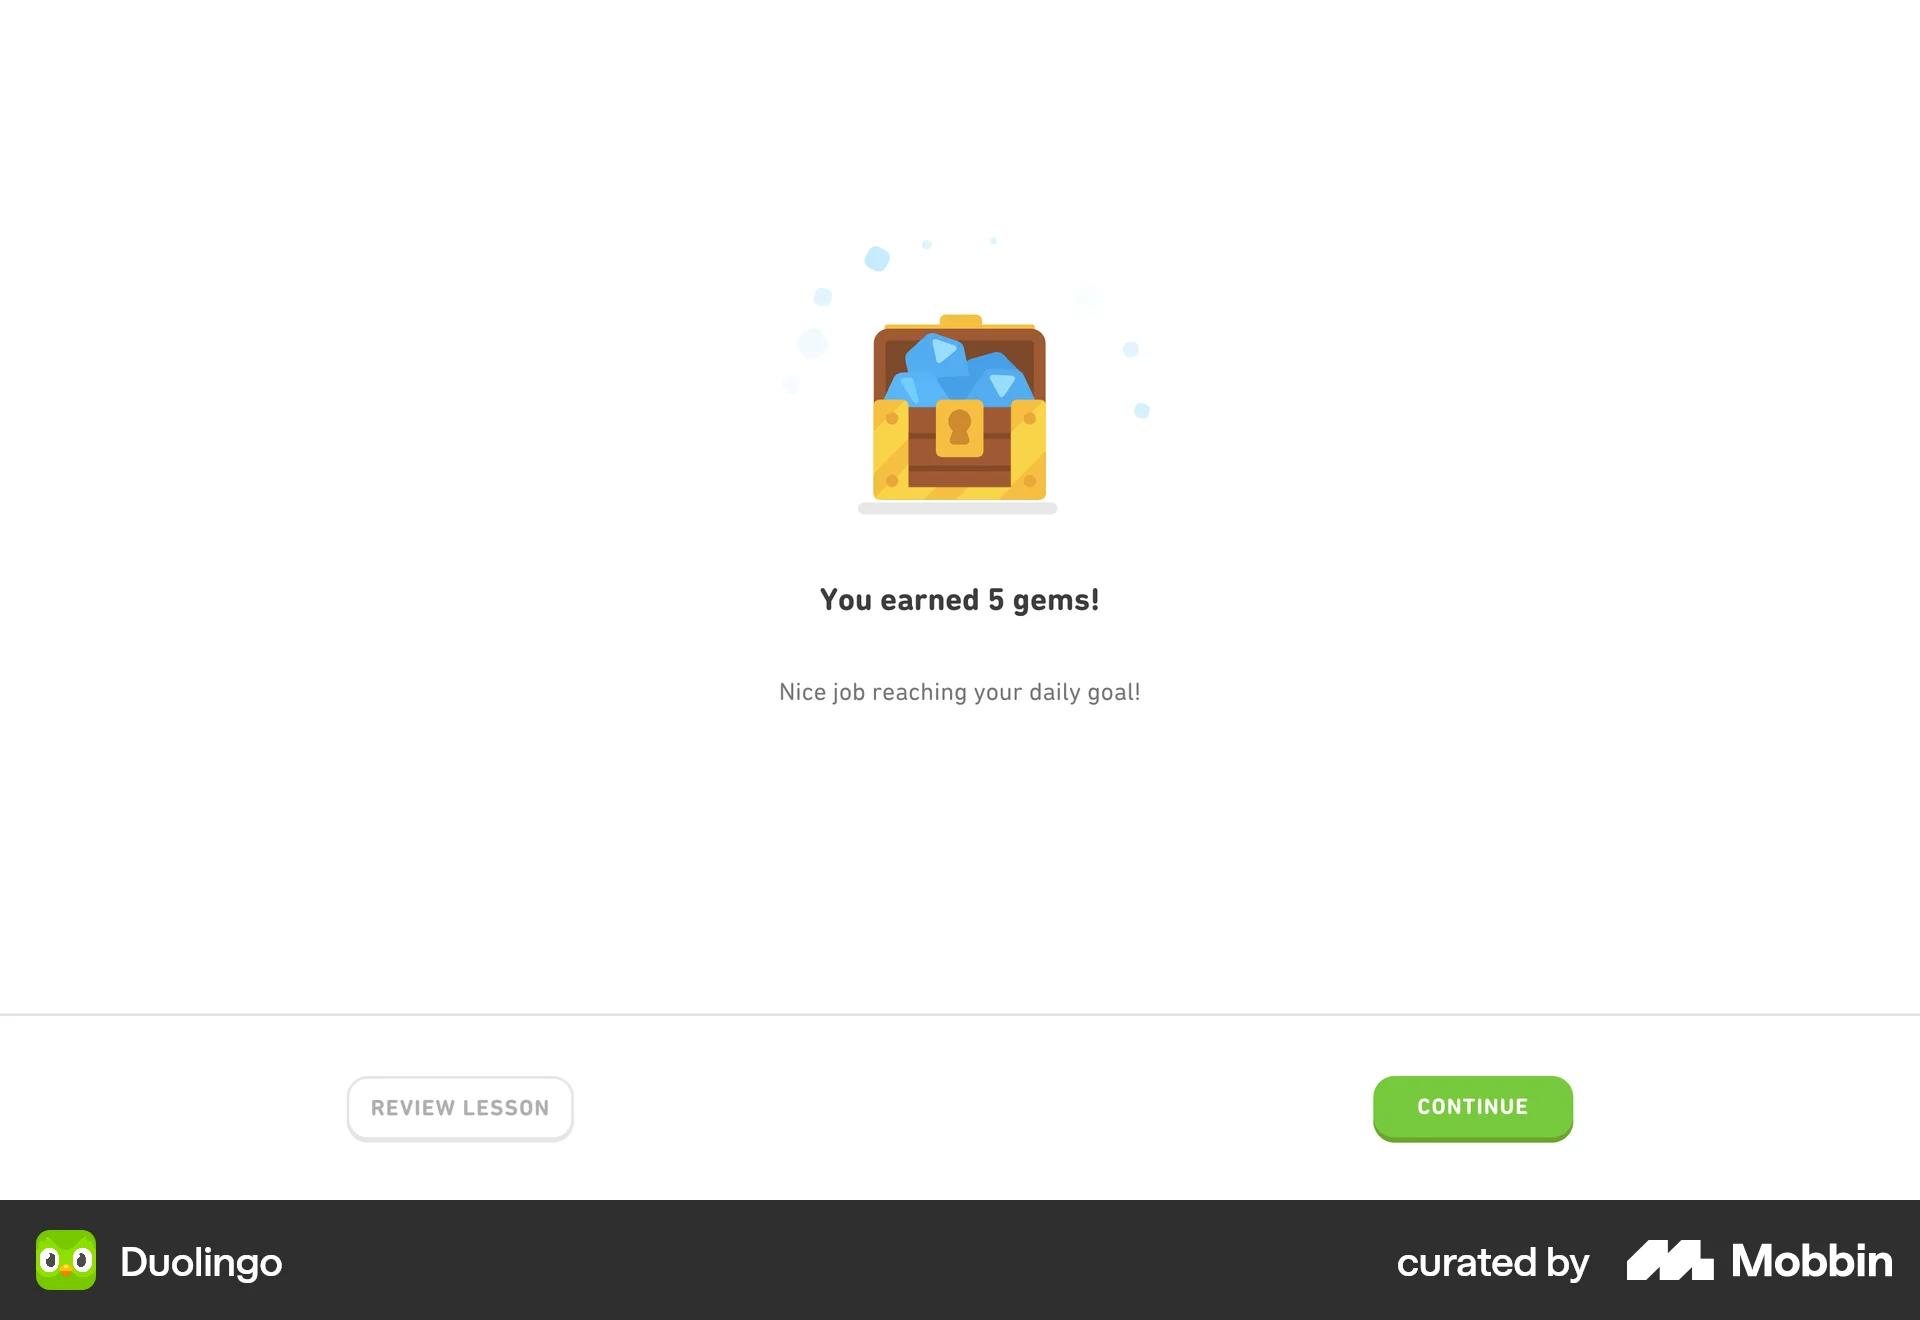 You earned 5 gems!
Nice job reaching your daily goal!
REVIEW LESSON
CONTINUE
Duolingo
curated by Mobbin